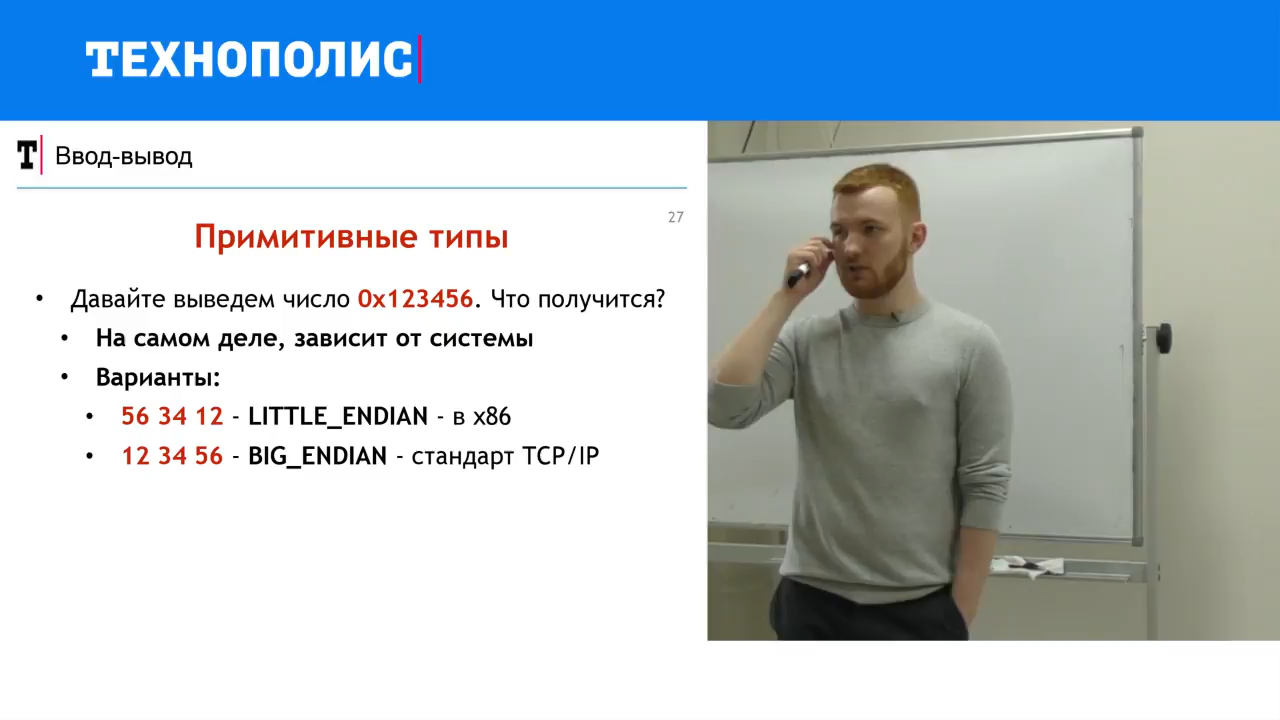 ТЕХНОПОЛИС
Т Ввод-вывод
27
Примитивные типы
• Давайте выведем число 0x123456. Что получится?
• На самом деле, зависит от системы
• Варианты:
• 56 34 12 - LITTLE_ENDIAN - в x86
• 12 34 56 - BIG_ENDIAN - стандарт TCP/IP